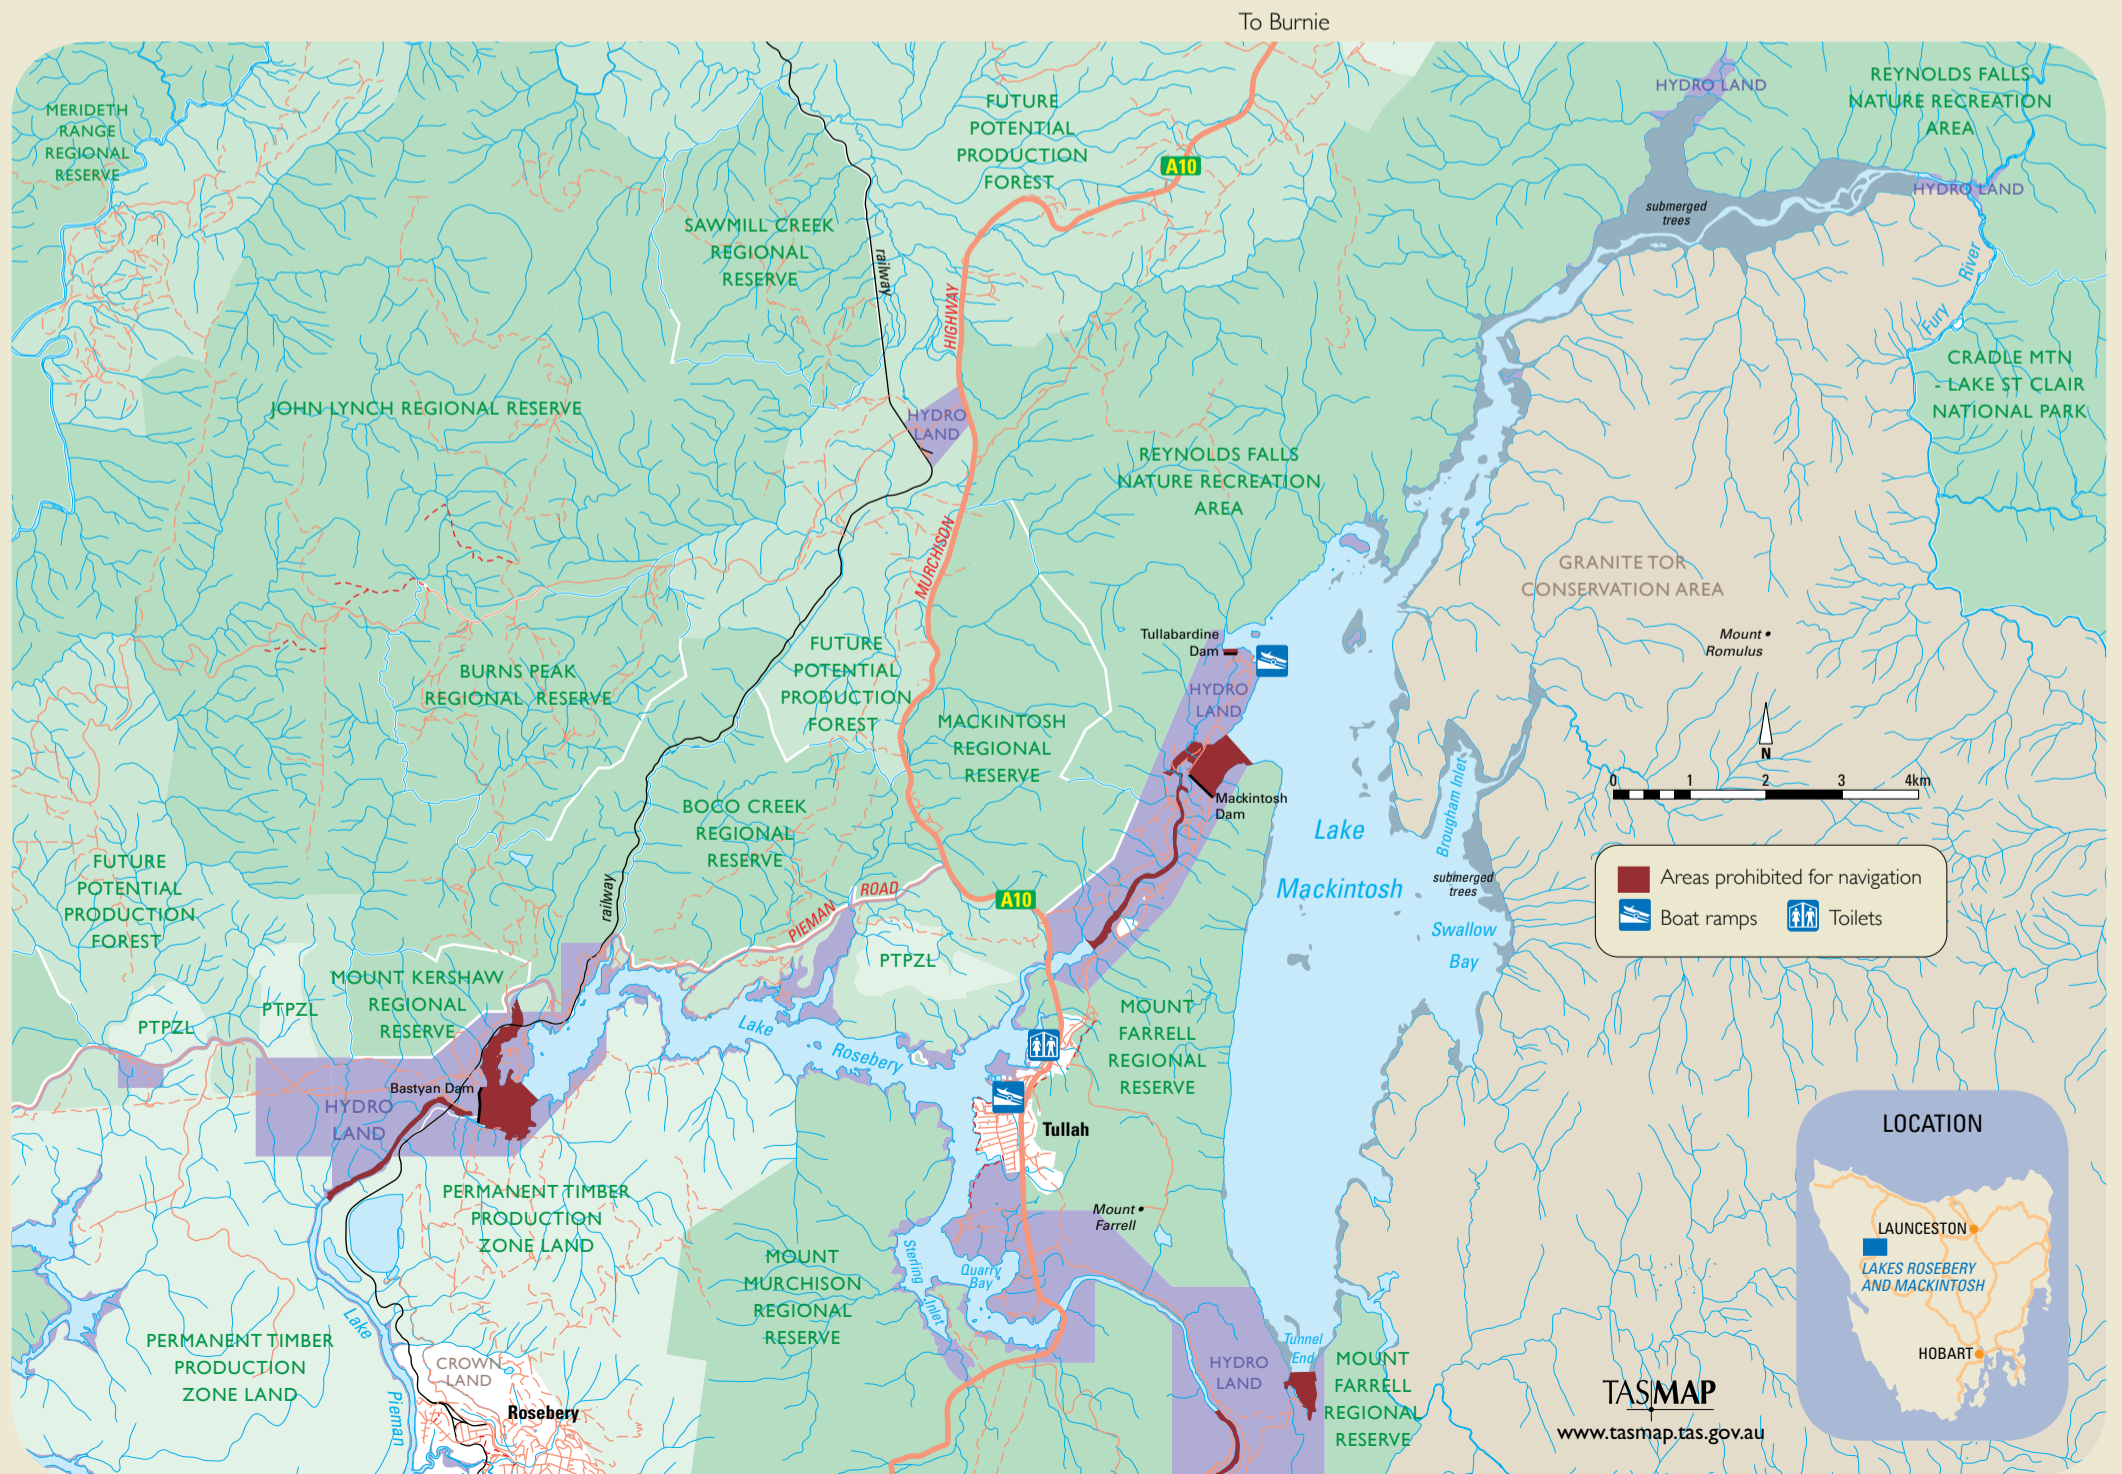 To Burnie
MERIDETH
RANGE
REGIONAL
RESERVE
FUTURE
POTENTIAL
PRODUCTION
FOREST
A10
HYDRO LAND
REYNOLDS FALLS
NATURE RECREATION
AREA
HYDRO LAND
submerged
trees
SAWMILL CREEK
REGIONAL
RESERVE
railway
HIGHWAY
Fury River
CRADLE MTN
- LAKE ST CLAIR
NATIONAL PARK
JOHN LYNCH REGIONAL RESERVE
HYDRO
LAND
REYNOLDS FALLS
NATURE RECREATION
AREA
MURCHISON
GRANITE TOR
CONSERVATION AREA
Mount
Romulus
Tullabardine
Dam
HYDRO
LAND
BURNS PEAK
REGIONAL RESERVE
FUTURE
POTENTIAL
PRODUCTION
FOREST
MACKINTOSH
REGIONAL
RESERVE
N
0 1 2 3 4km
Mackintosh
Dam
BOCO CREEK
REGIONAL
RESERVE
Lake
Mackintosh
Brougham Inlet
submerged
trees
Swallow
Bay
Areas prohibited for navigation
Boat ramps
Toilets
FUTURE
POTENTIAL
PRODUCTION
FOREST
railway
PIEMAN
ROAD
A10
PTPZL
MOUNT KERSHAW
REGIONAL
RESERVE
PTPZL
PTPZL
Lake
Rosebery
MOUNT
FARRELL
REGIONAL
RESERVE
Bastyan Dam
HYDRO
LAND
Tullah
PERMANENT TIMBER
PRODUCTION
ZONE LAND
Mount
Farrell
MOUNT
MURCHISON
REGIONAL
RESERVE
Sterling
Inlet
Quarry
Bay
Lake
Pieman
PERMANENT TIMBER
PRODUCTION
ZONE LAND
CROWN
LAND
Rosebery
HYDRO
LAND
Tunnel
End
MOUNT
FARRELL
REGIONAL
RESERVE
LOCATION
LAUNCESTON
LAKES ROSEBERY
AND MACKINTOSH
HOBART
TASMAP
www.tasmap.tas.gov.au